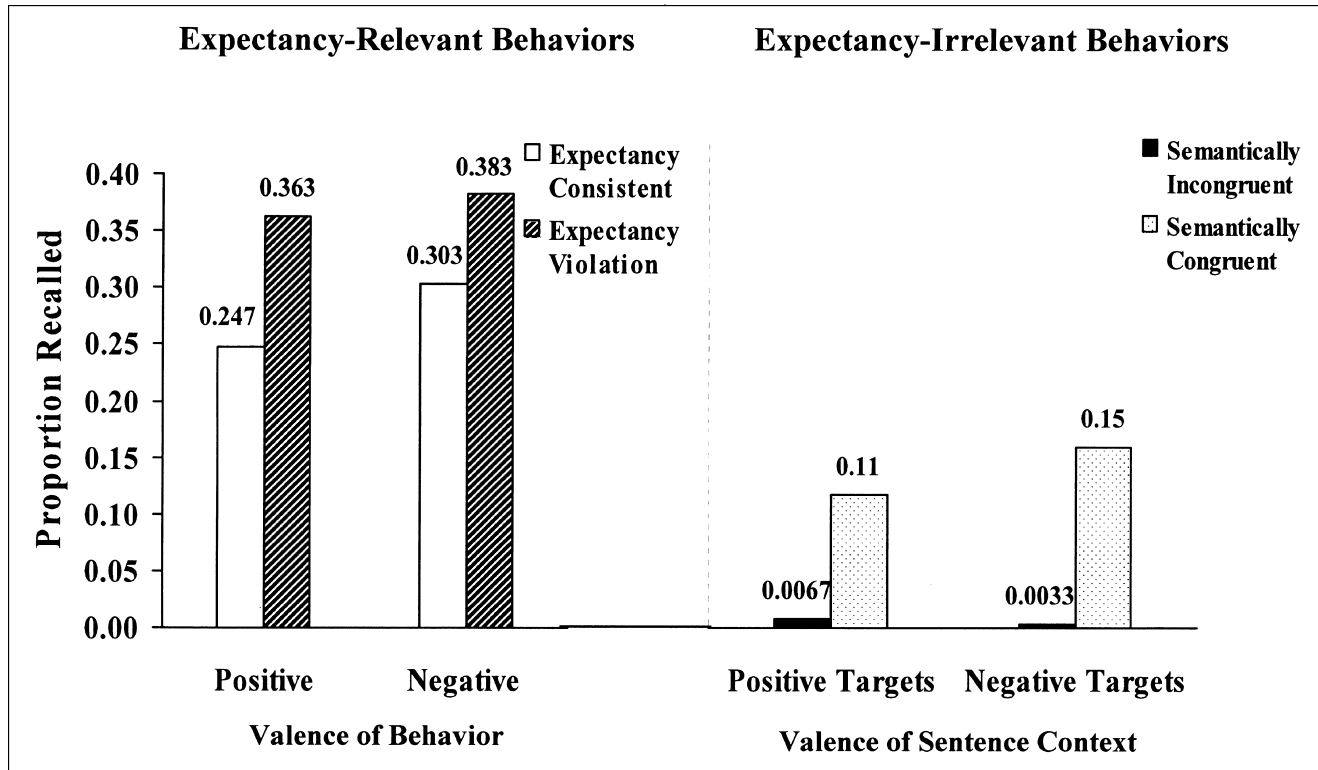 Expectancy-Relevant Behaviors
Expectancy-Irrelevant Behaviors
Expectancy
Consistent
Expectancy
Violation
Semantically
Incongruent
Semantically
Congruent
Proportion Recalled
0.40
0.35
0.30
0.25
0.20
0.15
0.10
0.05
0.00
0.247
0.363
0.303
0.383
0.0067
0.11
0.0033
0.15
Positive
Negative
Positive Targets
Negative Targets
Valence of Behavior
Valence of Sentence Context